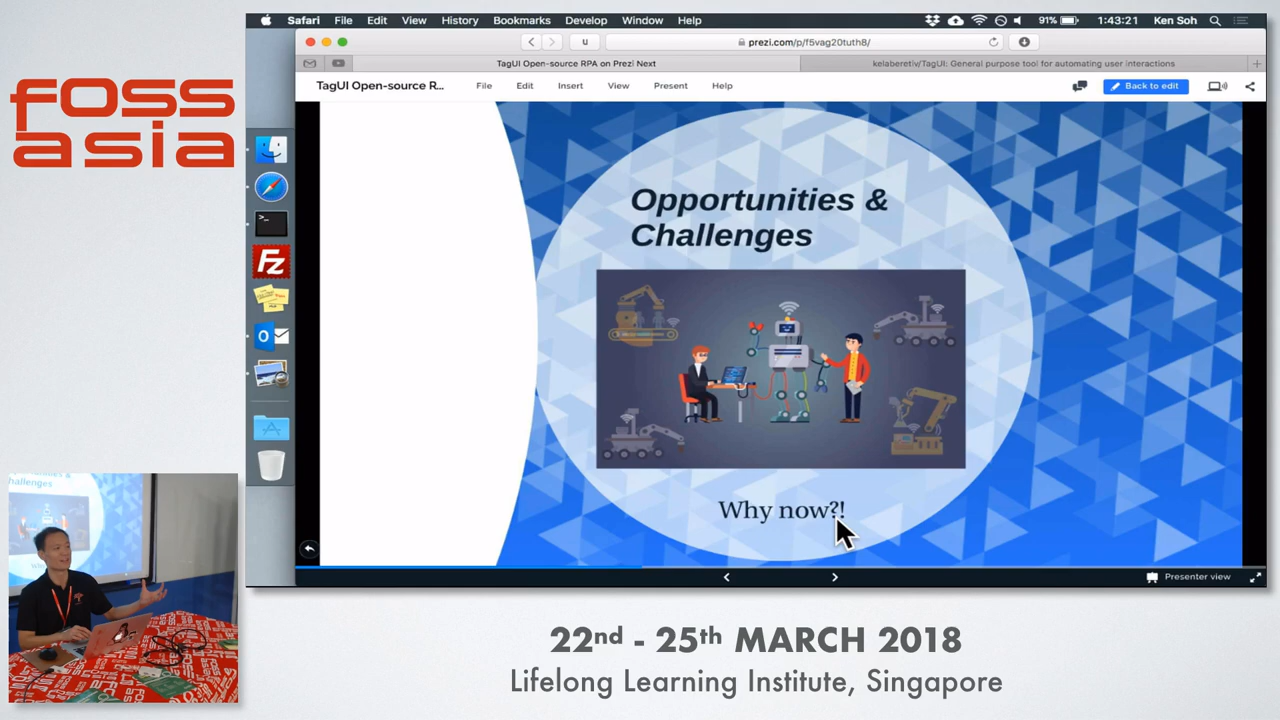 foss
asia
Safari File Edit View History Bookmarks Develop Window Help 91% 1:43:21 Ken Soh
u prezi.com/p/f5vag20tuth8/
TagUI Open-source RPA on Prezi Next kelaberetiv/TagUI: General purpose tool for automating user interactions
TagUI Open-source R... File Edit Insert View Present Help Back to edit
Opportunities &
Challenges
Why now?!
Presenter view
22nd - 25th MARCH 2018
Lifelong Learning Institute, Singapore